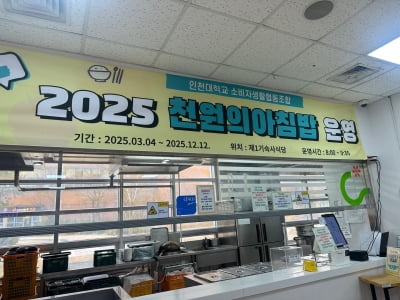 인천대학교 소비자생활협동조합
2025 천원의아침밥 운영
기간 : 2025.03.04 ~ 2025.12.12.
위치 : 제1기숙사식당
운영시간 : 8:00 ~ 9:35